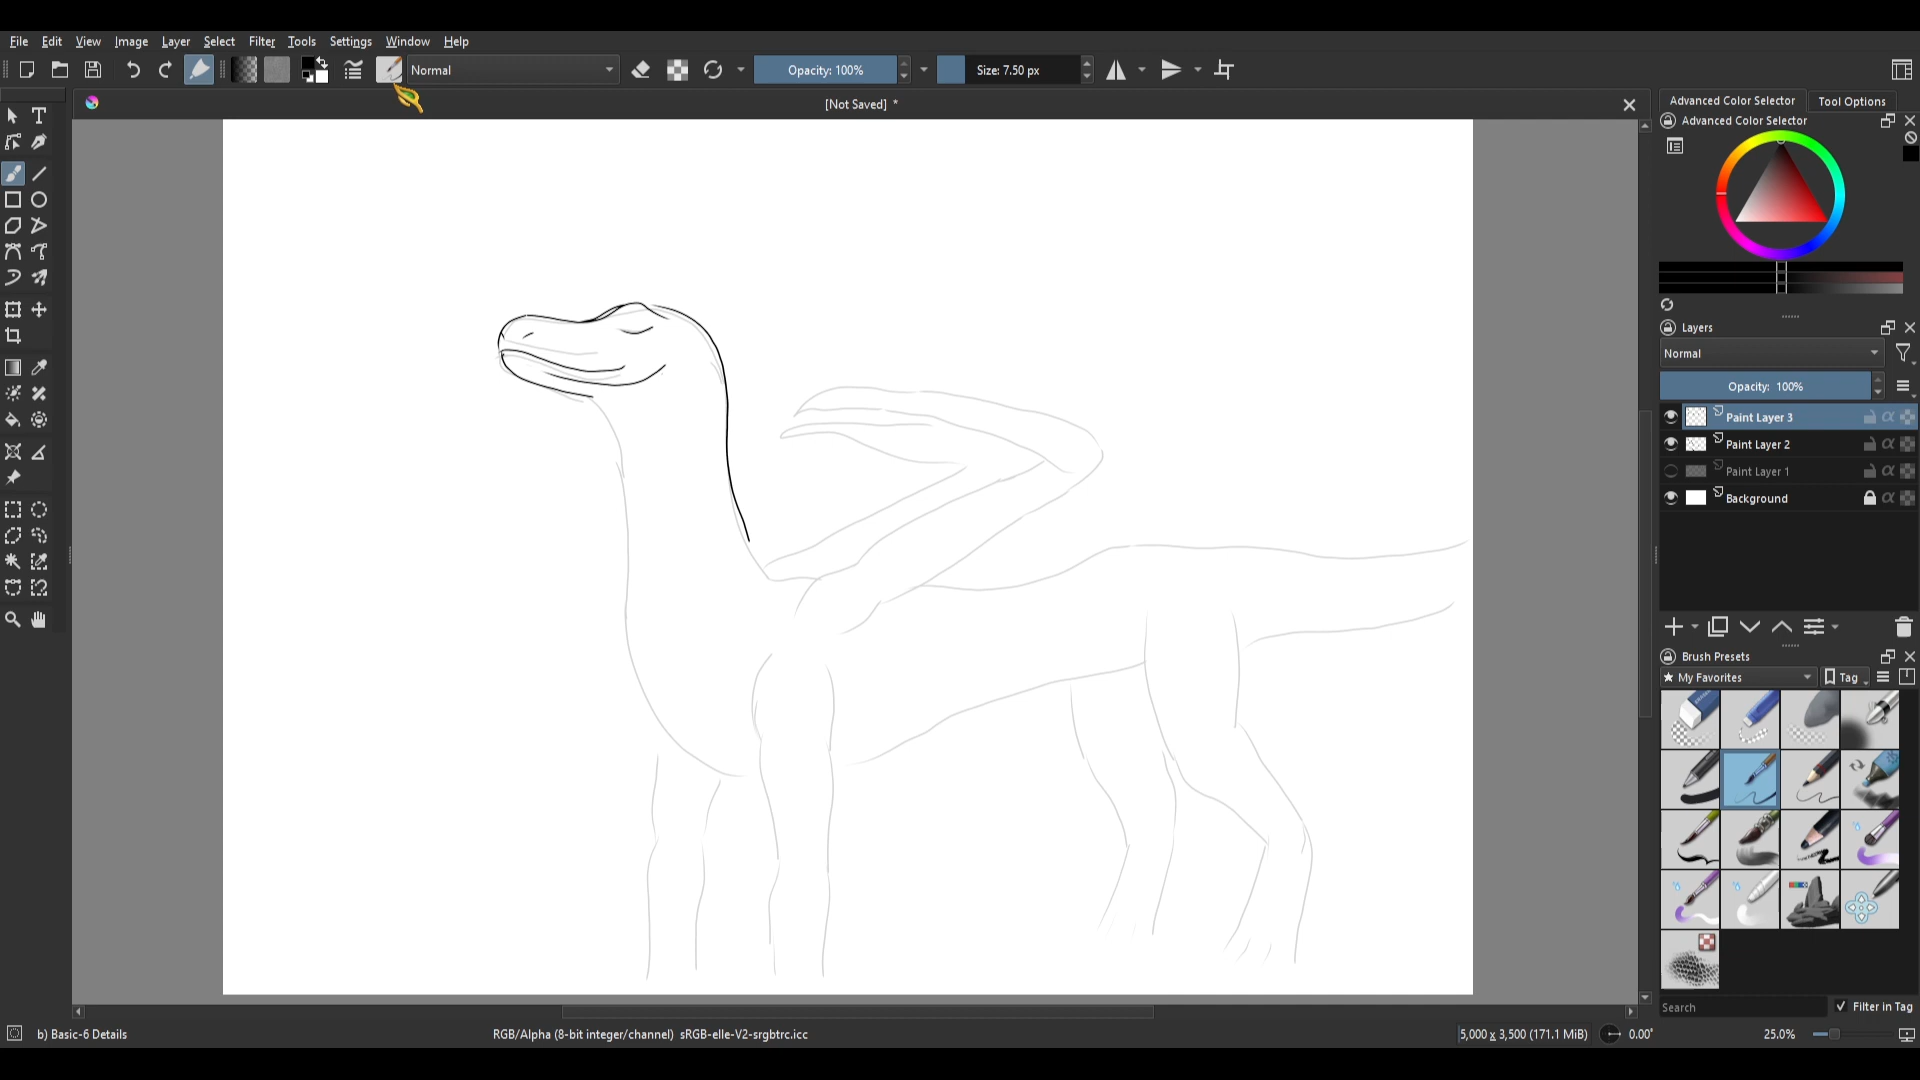 File Edit View Image Layer Select Filter Tools Settings Window Help
Normal Opacity: 100% Size: 7.50 px
[Not Saved] *
Advanced Color Selector Tool Options
Advanced Color Selector
Layers
Normal
Opacity: 100%
Paint Layer 3
Paint Layer 2
Paint Layer 1
Background
Brush Presets
★ My Favorites Tag
Search Filter in Tag
b) Basic-6 Details RGB/Alpha (8-bit integer/channel) sRGB-elle-V2-srgbtrc.icc 5,000 x 3,500 (171.1 MiB) 0.00° 25.0%